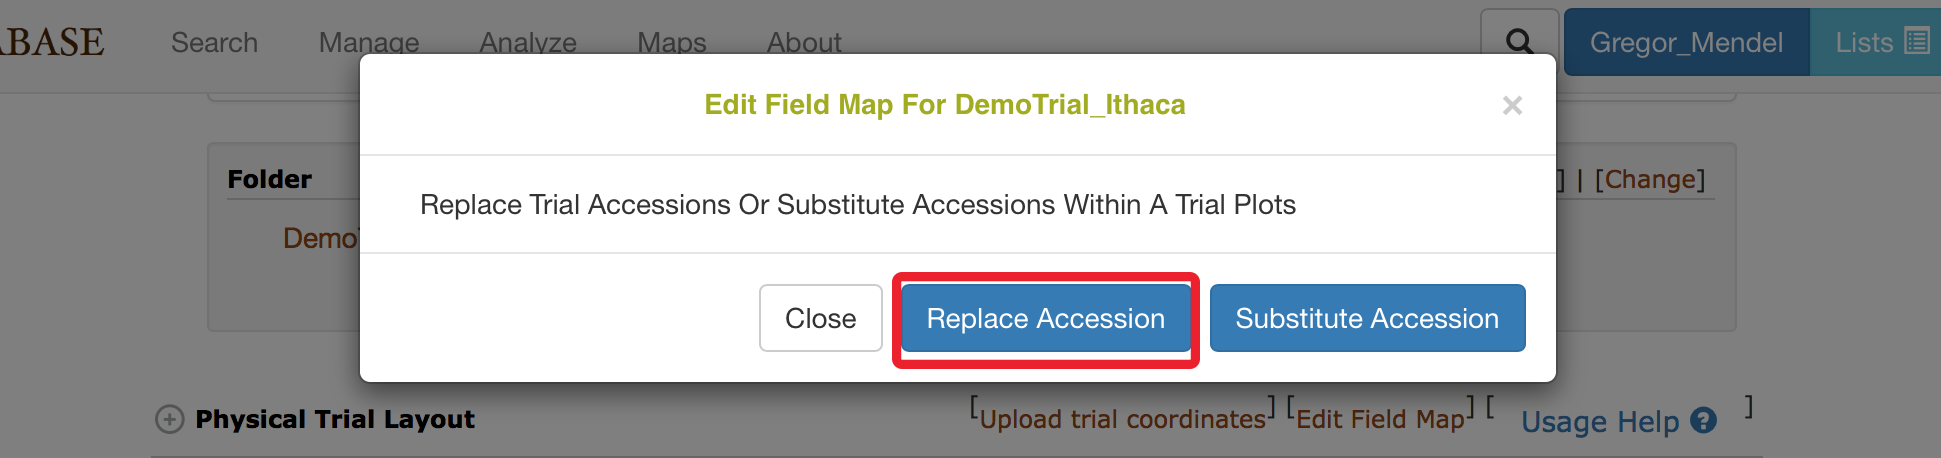 ABASE Search Manage Analyze Maps About Gregor_Mendel Lists
Edit Field Map For DemoTrial_Ithaca ×
Folder ] | [Change]
Replace Trial Accessions Or Substitute Accessions Within A Trial Plots
Demo
Close Replace Accession Substitute Accession
Physical Trial Layout [Upload trial coordinates] [Edit Field Map] [ Usage Help ? ]